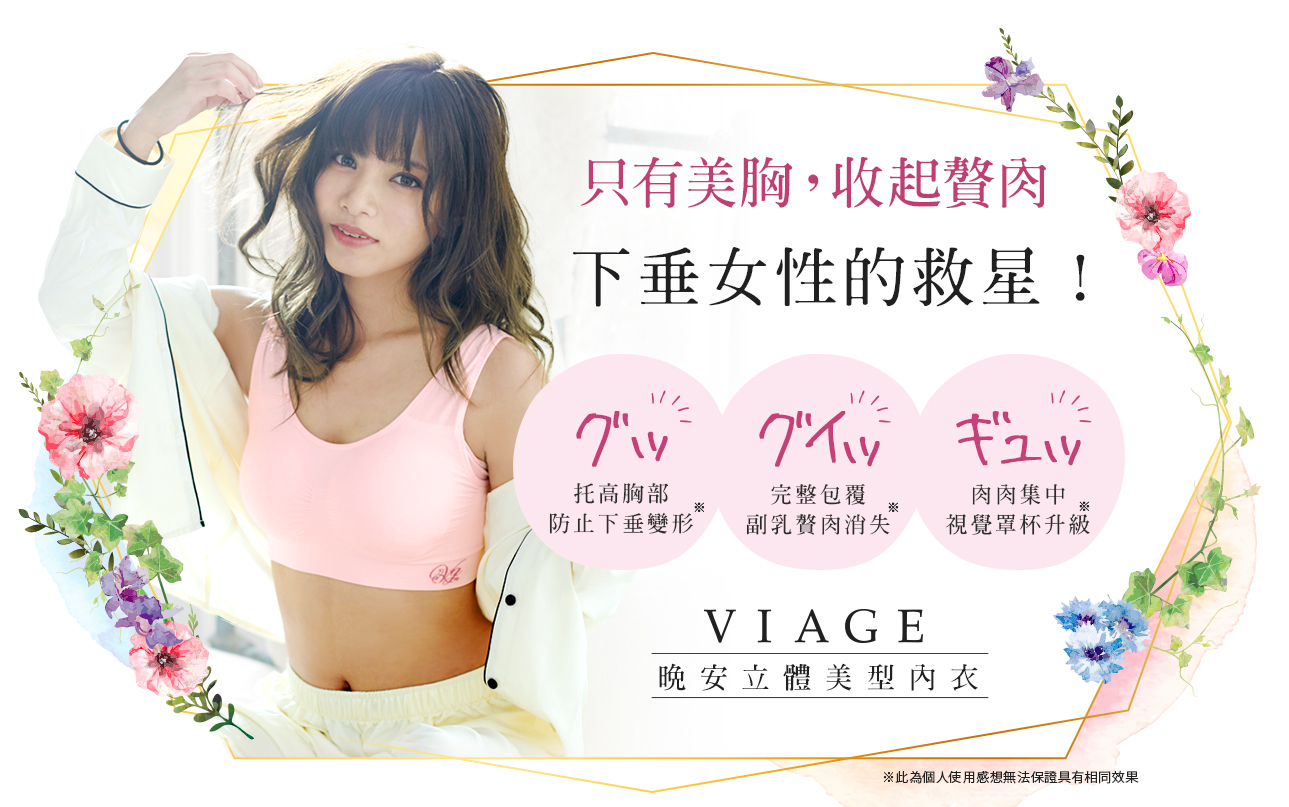 只有美胸，收起贅肉
下垂女性的救星！
グッ
托高胸部
防止下垂變形※
グイッ
完整包覆
副乳贅肉消失※
ギュッ
肉肉集中
視覺罩杯升級※
VIAGE
晚安立體美型內衣
※此為個人使用感想無法保證具有相同效果